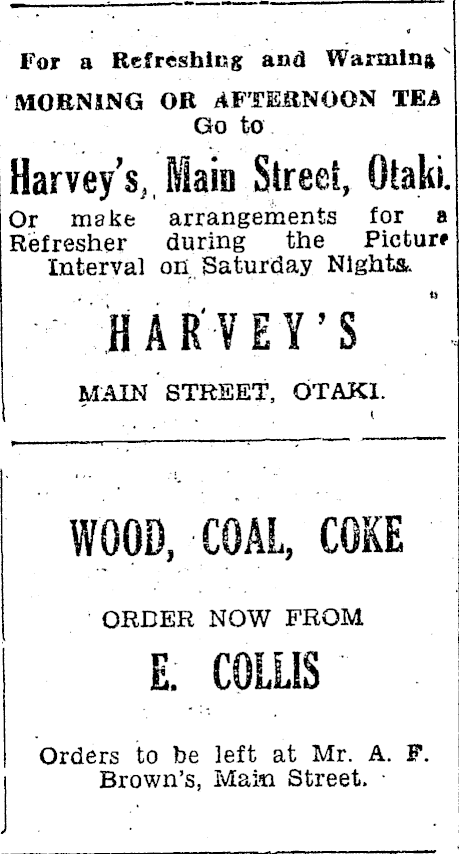 For a Refreshing and Warming
MORNING OR AFTERNOON TEA
Go to
Harvey's, Main Street, Otaki.
Or make arrangements for a
Refresher during the Picture
Interval on Saturday Nights.
HARVEY'S
MAIN STREET, OTAKI.
WOOD, COAL, COKE
ORDER NOW FROM
E. COLLIS
Orders to be left at Mr. A. F.
Brown's, Main Street.